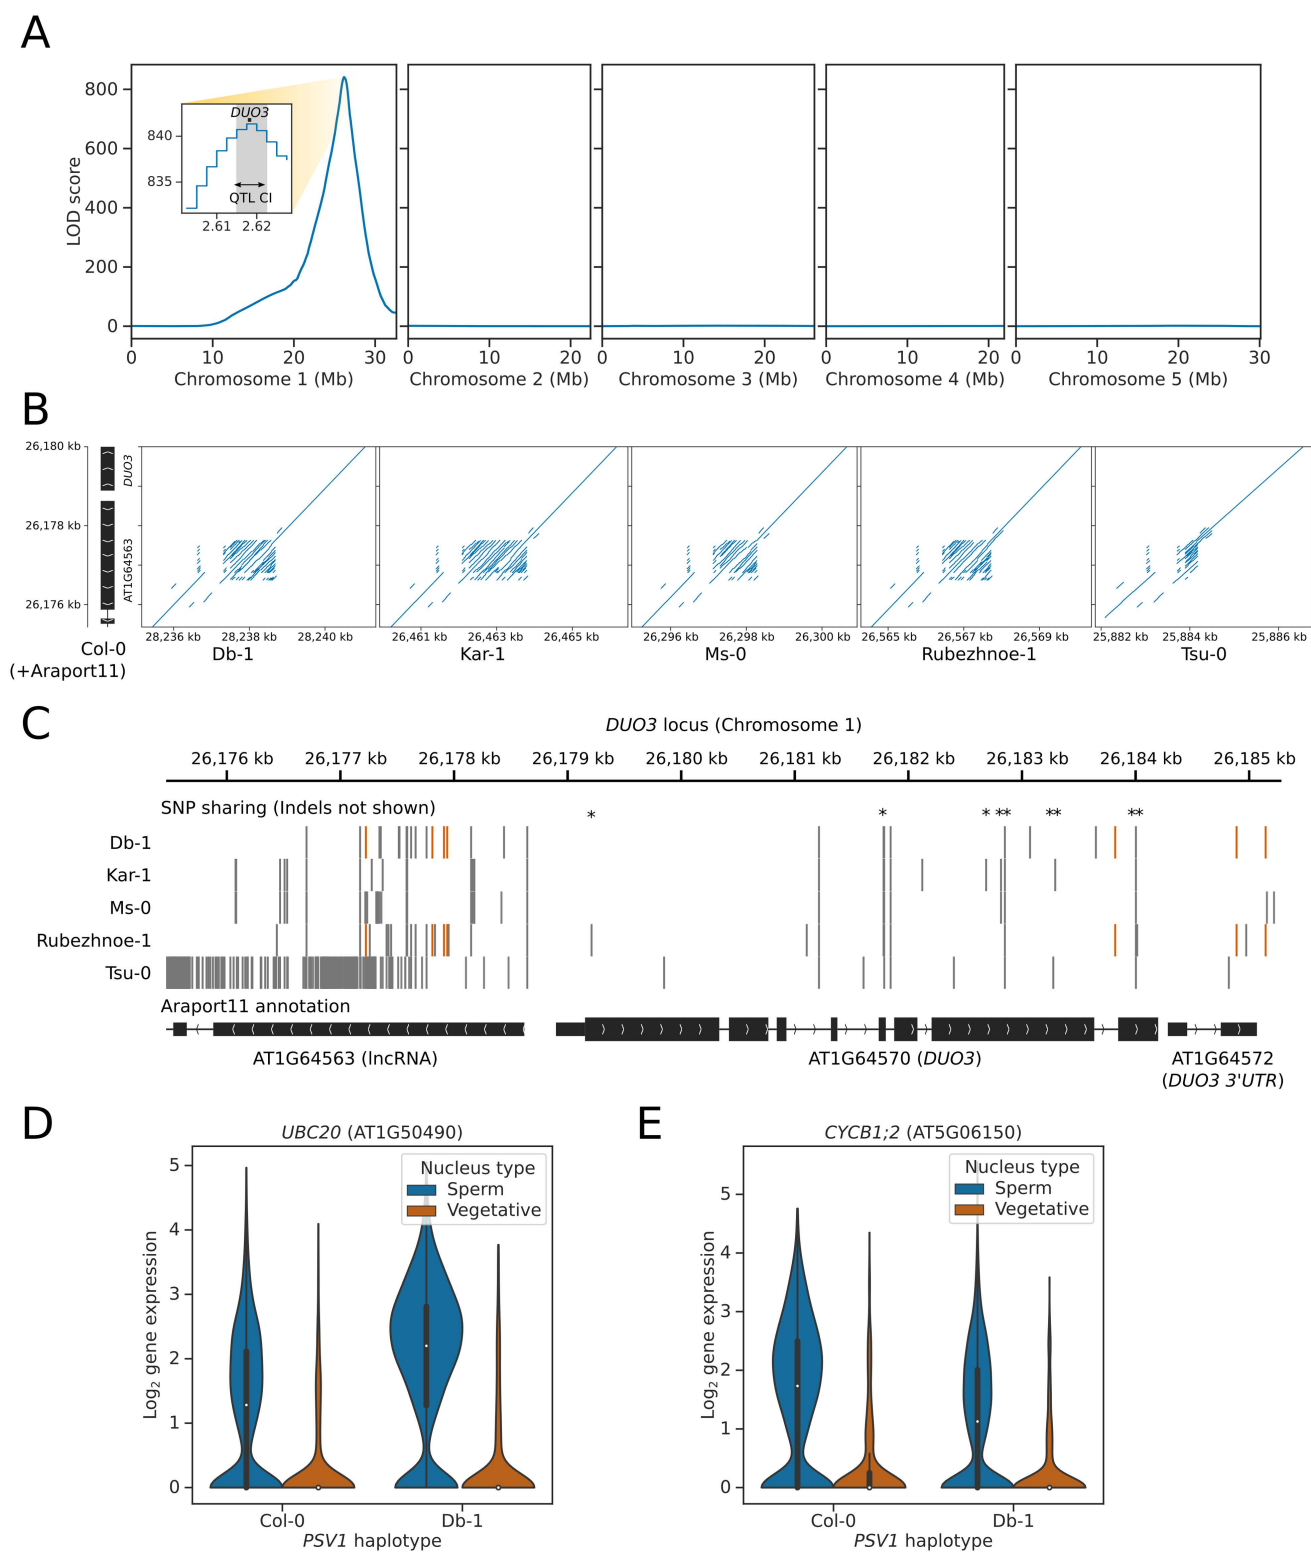 A
LOD score
800
600
400
200
0
DUO3
840
835
QTL CI
2.61 2.62
0 10 20 30
0 10 20
0 10 20
0 10 20
0 10 20 30
Chromosome 1 (Mb)
Chromosome 2 (Mb)
Chromosome 3 (Mb)
Chromosome 4 (Mb)
Chromosome 5 (Mb)
B
26,180 kb
26,178 kb
26,176 kb
DUO3
AT1G64563
Col-0
(+Araport11)
28,236 kb 28,238 kb 28,240 kb
Db-1
26,461 kb 26,463 kb 26,465 kb
Kar-1
26,296 kb 26,298 kb 26,300 kb
Ms-0
26,565 kb 26,567 kb 26,569 kb
Rubezhnoe-1
25,882 kb 25,884 kb 25,886 kb
Tsu-0
C
DUO3 locus (Chromosome 1)
26,176 kb 26,177 kb 26,178 kb 26,179 kb 26,180 kb 26,181 kb 26,182 kb 26,183 kb 26,184 kb 26,185 kb
SNP sharing (Indels not shown)
* * * ** ** **
Db-1
Kar-1
Ms-0
Rubezhnoe-1
Tsu-0
Araport11 annotation
AT1G64563 (lncRNA)
AT1G64570 (DUO3)
AT1G64572
(DUO3 3'UTR)
D
UBC20 (AT1G50490)
Log2 gene expression
5
4
3
2
1
0
Nucleus type
Sperm
Vegetative
Col-0 Db-1
PSV1 haplotype
E
CYCB1;2 (AT5G06150)
Log2 gene expression
5
4
3
2
1
0
Nucleus type
Sperm
Vegetative
Col-0 Db-1
PSV1 haplotype